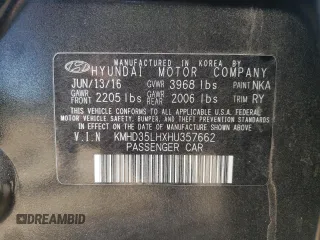 MANUFACTURED IN KOREA BY
HYUNDAI MOTOR COMPANY
JUN/13/16 GVWR 3968 lbs PAINT NKA
GAWR FRONT 2205 lbs GAWR REAR 2006 lbs TRIM RY
THIS VEHICLE CONFORMS TO ALL APPLICABLE
U.S.A. FEDERAL MOTOR VEHICLE SAFETY, BUMPER,
AND THEFT PREVENTION STANDARDS IN EFFECT ON
THE DATE OF MANUFACTURE SHOWN ABOVE.
V.I.N KMHD35LHXHU357662
PASSENGER CAR
DREAMBID